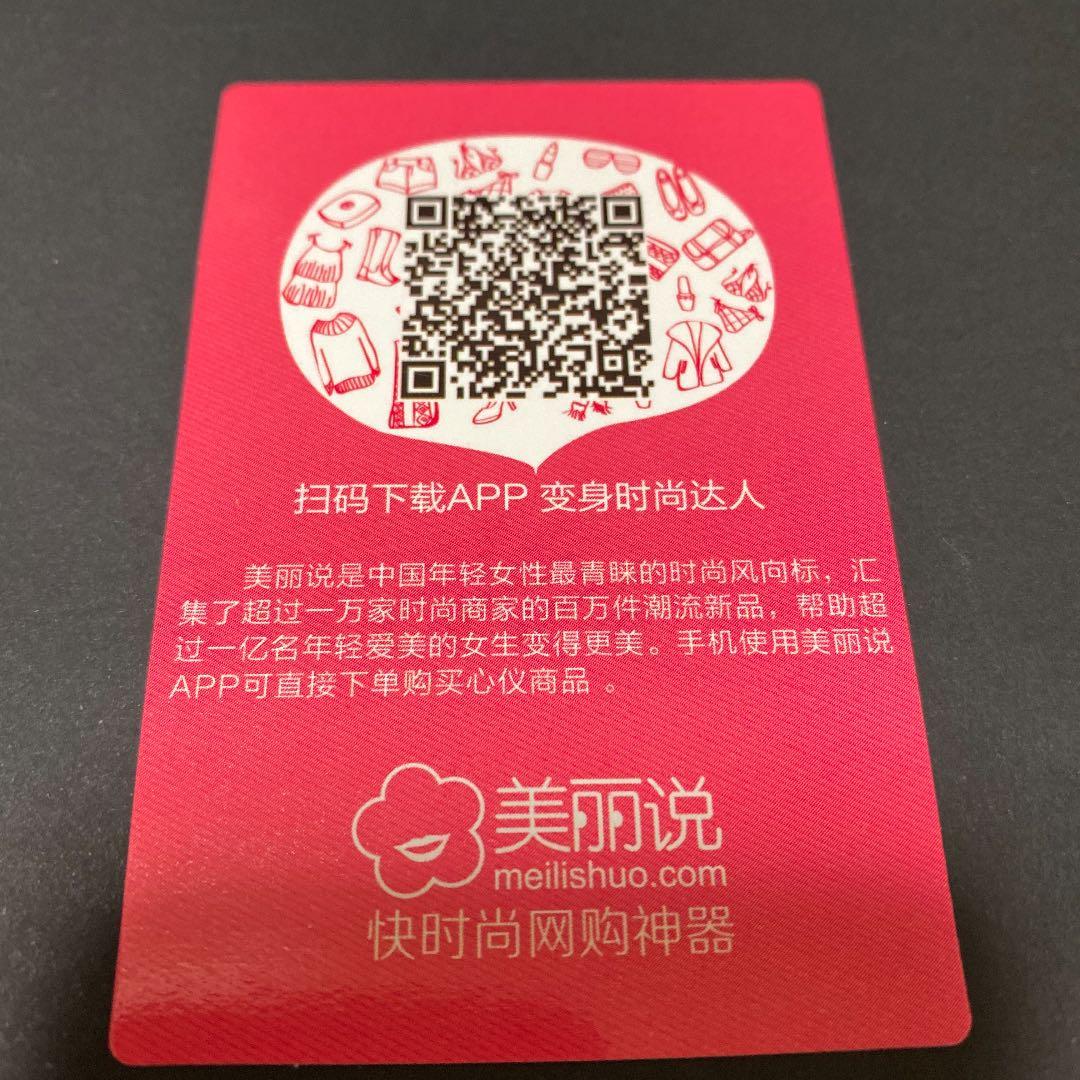 扫码下载APP 变身时尚达人
美丽说是中国年轻女性最青睐的时尚风向标，汇
集了超过一万家时尚商家的百万件潮流新品，帮助超
过一亿名年轻爱美的女生变得更美。手机使用美丽说
APP可直接下单购买心仪商品 。
美丽说
meilishuo.com
快时尚网购神器